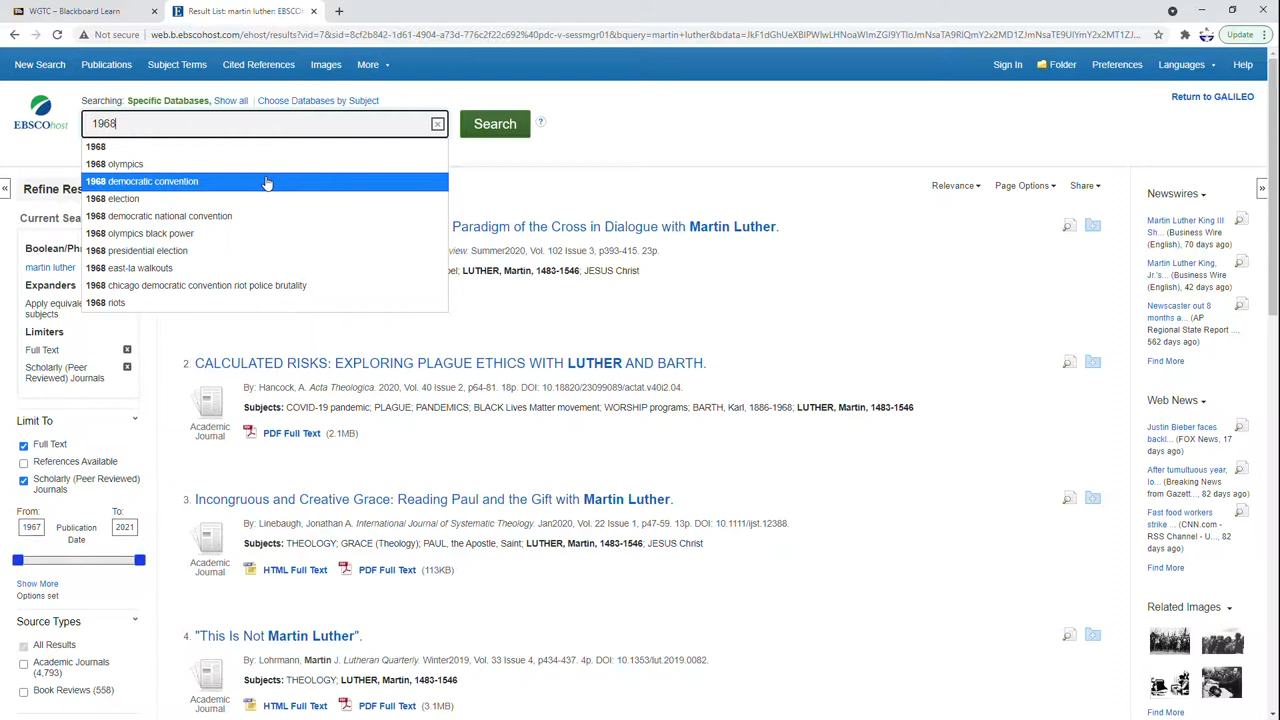 WGTC – Blackboard Learn
Result List: martin luther: EBSCO
Not secure
web.b.ebscohost.com/ehost/results?vid=7&sid=8cf2b842-1d61-4904-a73d-776c2f22c692%40pdc-v-sessmgr01&bquery=martin+luther&bdata=
Update
New Search
Publications
Subject Terms
Cited References
Images
More
Sign In
Folder
Preferences
Languages
Help
EBSCOhost
Searching: Specific Databases, Show all | Choose Databases by Subject
Return to GALILEO
1968
Search
1968
1968 olympics
1968 democratic convention
1968 election
1968 democratic national convention
1968 olympics black power
1968 presidential election
1968 east-la walkouts
1968 chicago democratic convention riot police brutality
1968 riots
Refine Res
Current Sea
Boolean/Phr
martin luther
Expanders
Apply equivale
subjects
Limiters
Full Text
Scholarly (Peer
Reviewed) Journals
Limit To
Full Text
References Available
Scholarly (Peer Reviewed)
Journals
From:
To:
1967
Publication
Date
2021
Show More
Options set
Source Types
All Results
Academic Journals
(4,793)
Book Reviews (558)
Relevance
Page Options
Share
Paradigm of the Cross in Dialogue with Martin Luther.
view. Summer2020, Vol. 102 Issue 3, p393-415. 23p.
el; LUTHER, Martin, 1483-1546; JESUS Christ
2. CALCULATED RISKS: EXPLORING PLAGUE ETHICS WITH LUTHER AND BARTH.
By: Hancock, A. Acta Theologica. 2020, Vol. 40 Issue 2, p64-81. 18p. DOI: 10.18820/23099089/actat.v40i2.04.
Subjects: COVID-19 pandemic; PLAGUE; PANDEMICS; BLACK Lives Matter movement; WORSHIP programs; BARTH, Karl, 1886-1968; LUTHER, Martin, 1483-1546
Academic
Journal
PDF Full Text (2.1MB)
3. Incongruous and Creative Grace: Reading Paul and the Gift with Martin Luther.
By: Linebaugh, Jonathan A. International Journal of Systematic Theology. Jan2020, Vol. 22 Issue 1, p47-59. 13p. DOI: 10.1111/ijst.12388.
Subjects: THEOLOGY; GRACE (Theology); PAUL, the Apostle, Saint; LUTHER, Martin, 1483-1546; JESUS Christ
Academic
Journal
HTML Full Text
PDF Full Text (113KB)
4. "This Is Not Martin Luther".
By: Lohrmann, Martin J. Lutheran Quarterly. Winter2019, Vol. 33 Issue 4, p434-437. 4p. DOI: 10.1353/lut.2019.0082.
Subjects: THEOLOGY; LUTHER, Martin, 1483-1546
Academic
Journal
HTML Full Text
PDF Full Text (3.1MB)
Newswires
Martin Luther King III
Sh... (Business Wire
(English), 70 days ago)
Martin Luther King,
Jr.'s... (Business Wire
(English), 42 days ago)
Newscaster out 8
months a... (AP
Regional State Report ...,
562 days ago)
Find More
Web News
Justin Bieber faces
backl... (FOX News, 17
days ago)
After tumultuous year,
lo... (Breaking News
from Gazett..., 82 days
ago)
Fast food workers
strike ... (CNN.com -
RSS Channel - U..., 82
days ago)
Find More
Related Images
Find More